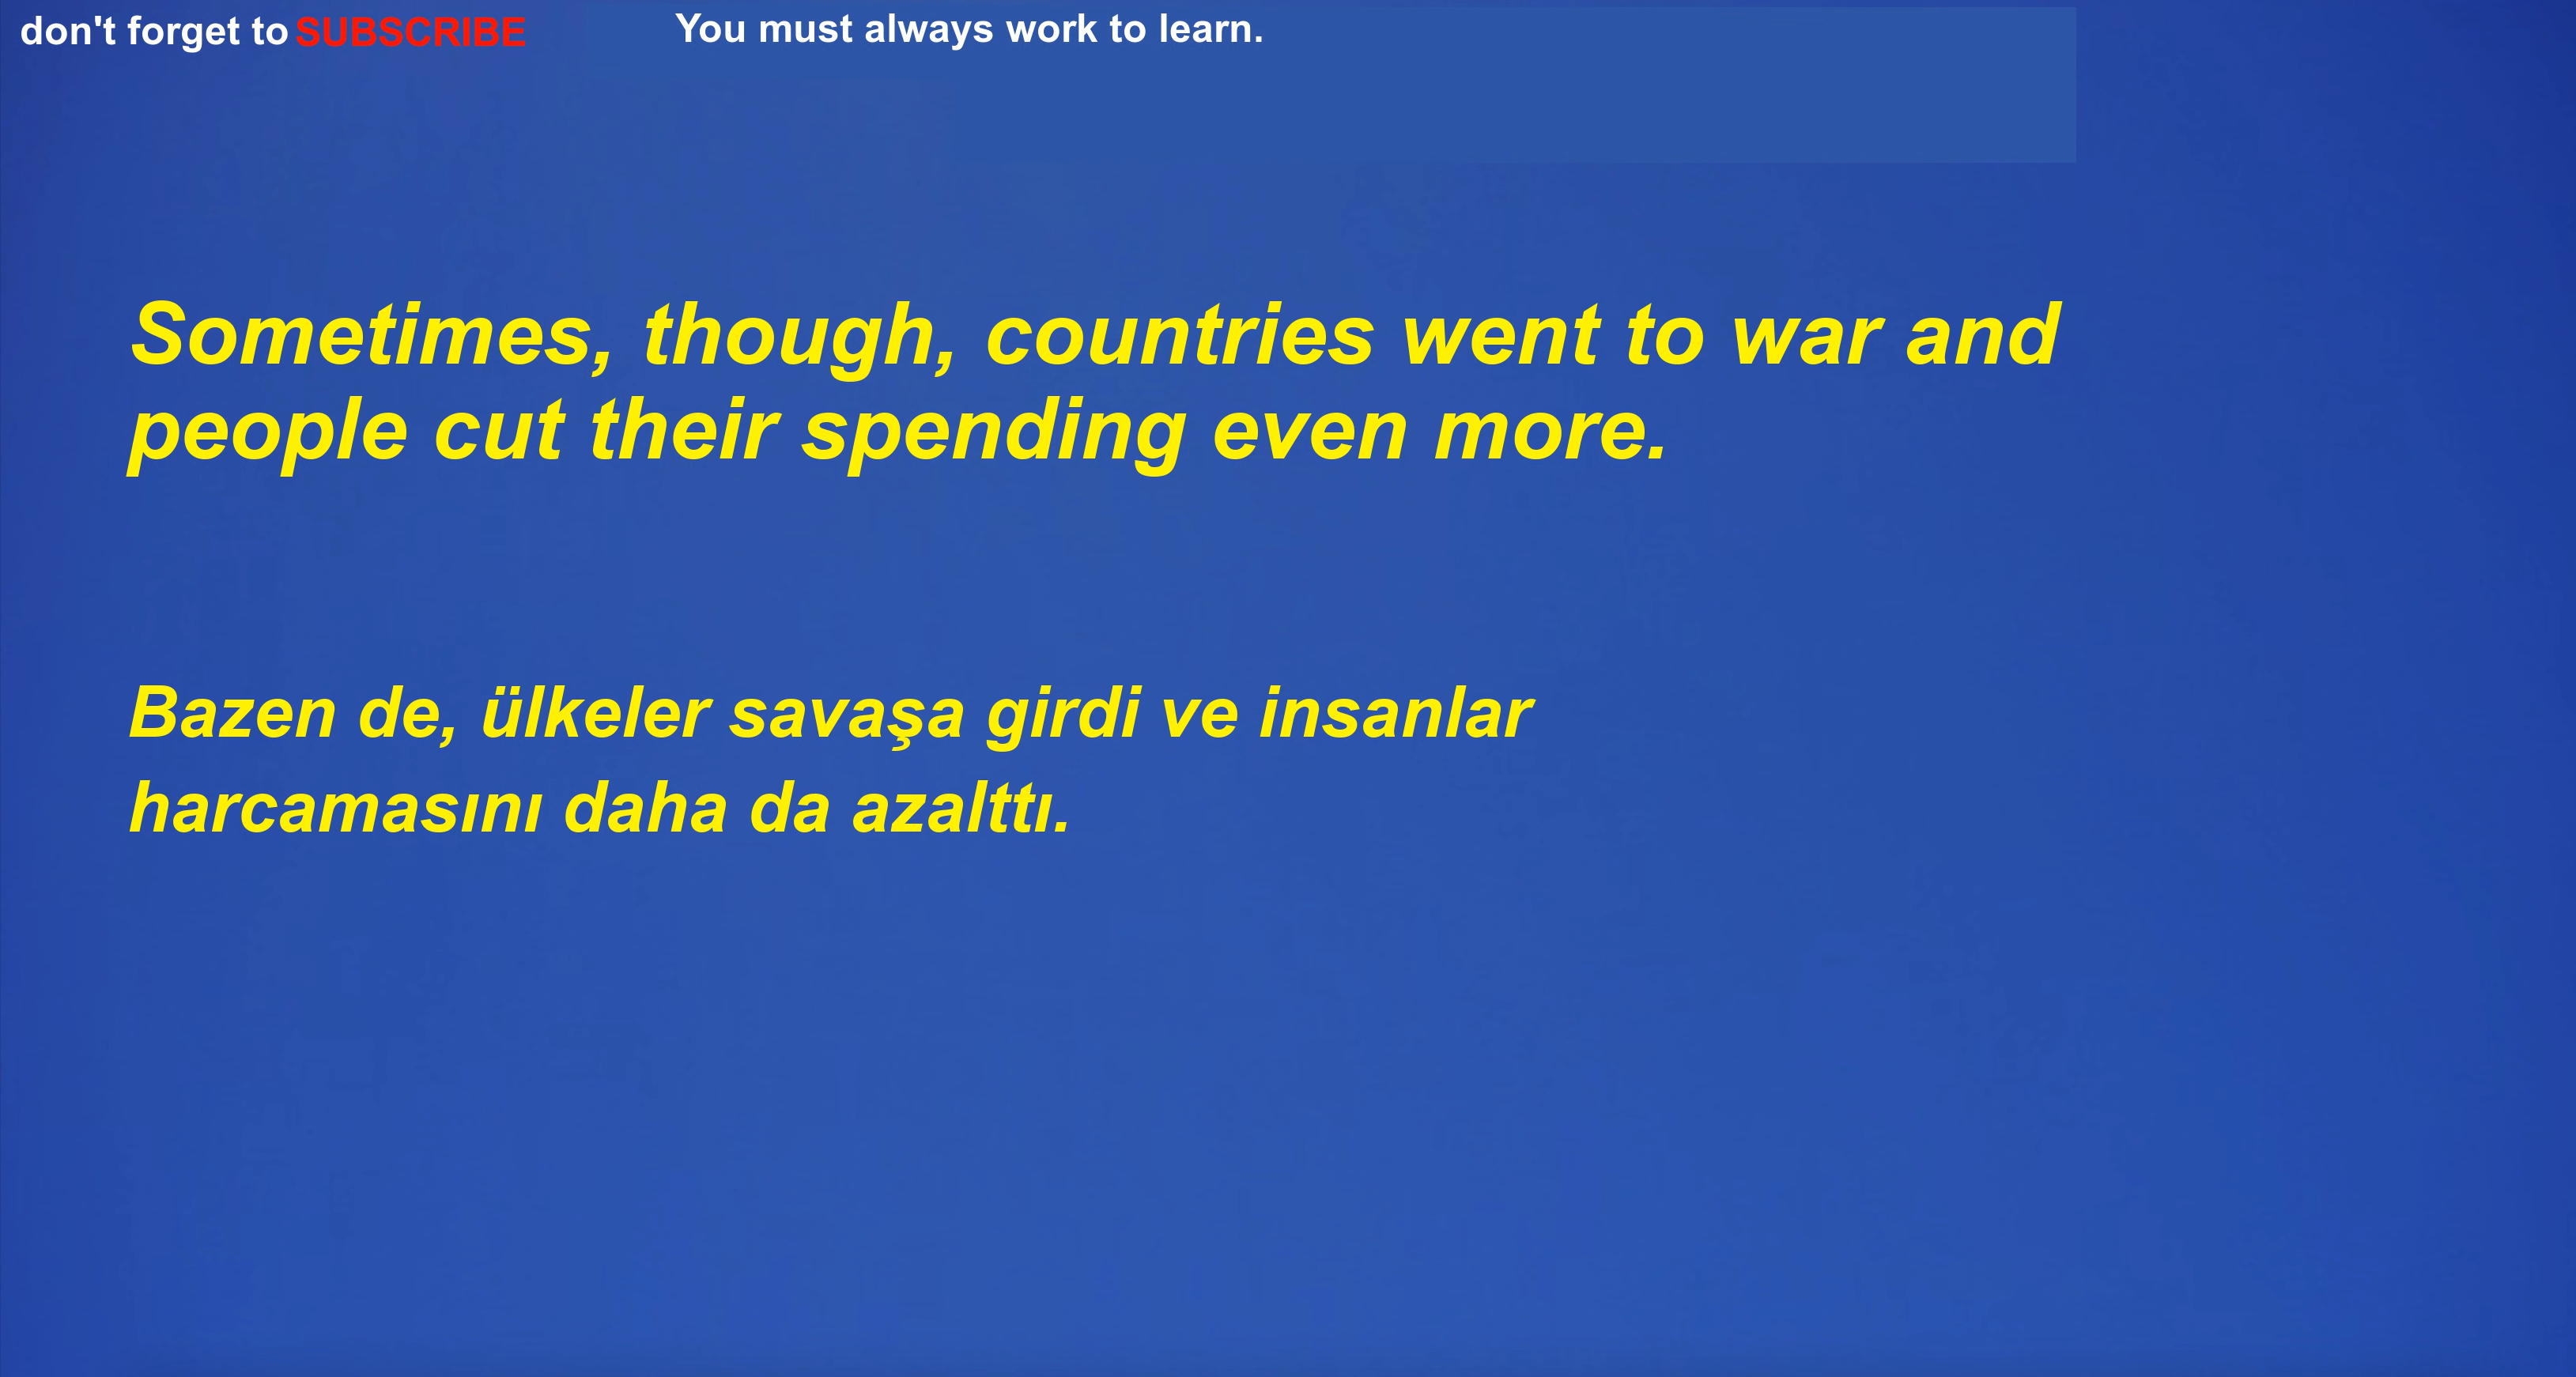 don't forget to SUBSCRIBE
You must always work to learn.
Sometimes, though, countries went to war and
people cut their spending even more.
Bazen de, ülkeler savaşa girdi ve insanlar
harcamasını daha da azalttı.